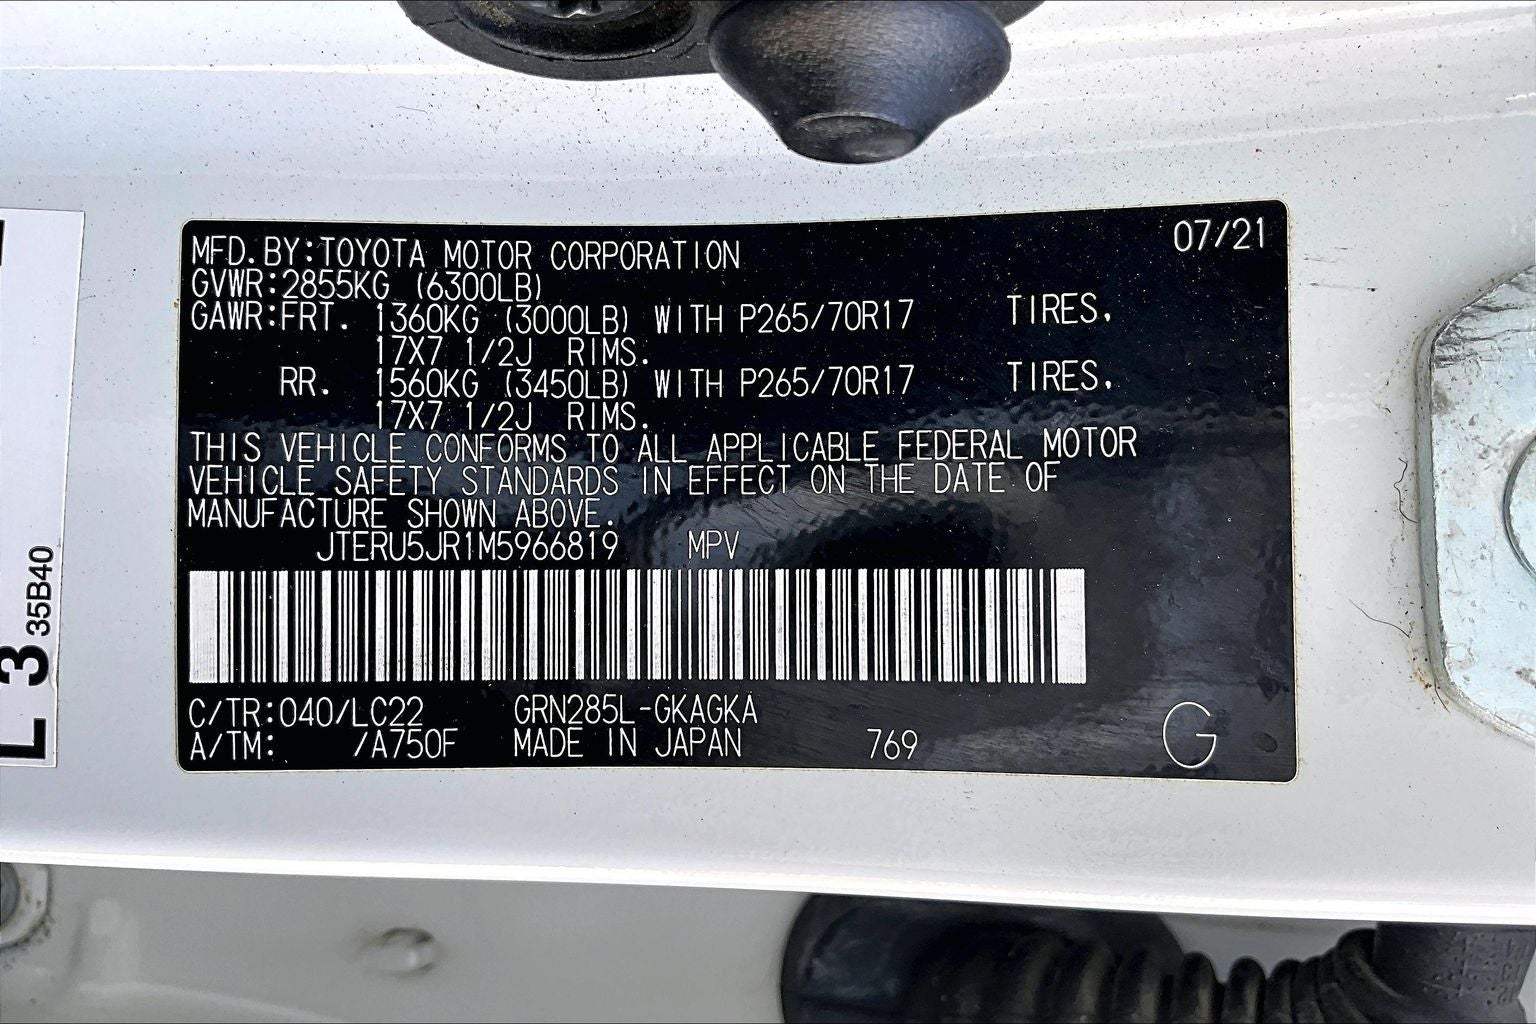 07/21
MFD.BY:TOYOTA MOTOR CORPORATION
GVWR:2855KG (6300LB)
GAWR:FRT. 1360KG (3000LB) WITH P265/70R17 TIRES,
17X7 1/2J RIMS.
RR. 1560KG (3450LB) WITH P265/70R17 TIRES,
17X7 1/2J RIMS.
THIS VEHICLE CONFORMS TO ALL APPLICABLE FEDERAL MOTOR
VEHICLE SAFETY STANDARDS IN EFFECT ON THE DATE OF
MANUFACTURE SHOWN ABOVE.
JTERU5JR1M5966819 MPV
C/TR:040/LC22 GRN285L-GKAGKA
A/TM: /A750F MADE IN JAPAN 769 G
L 3
35B40